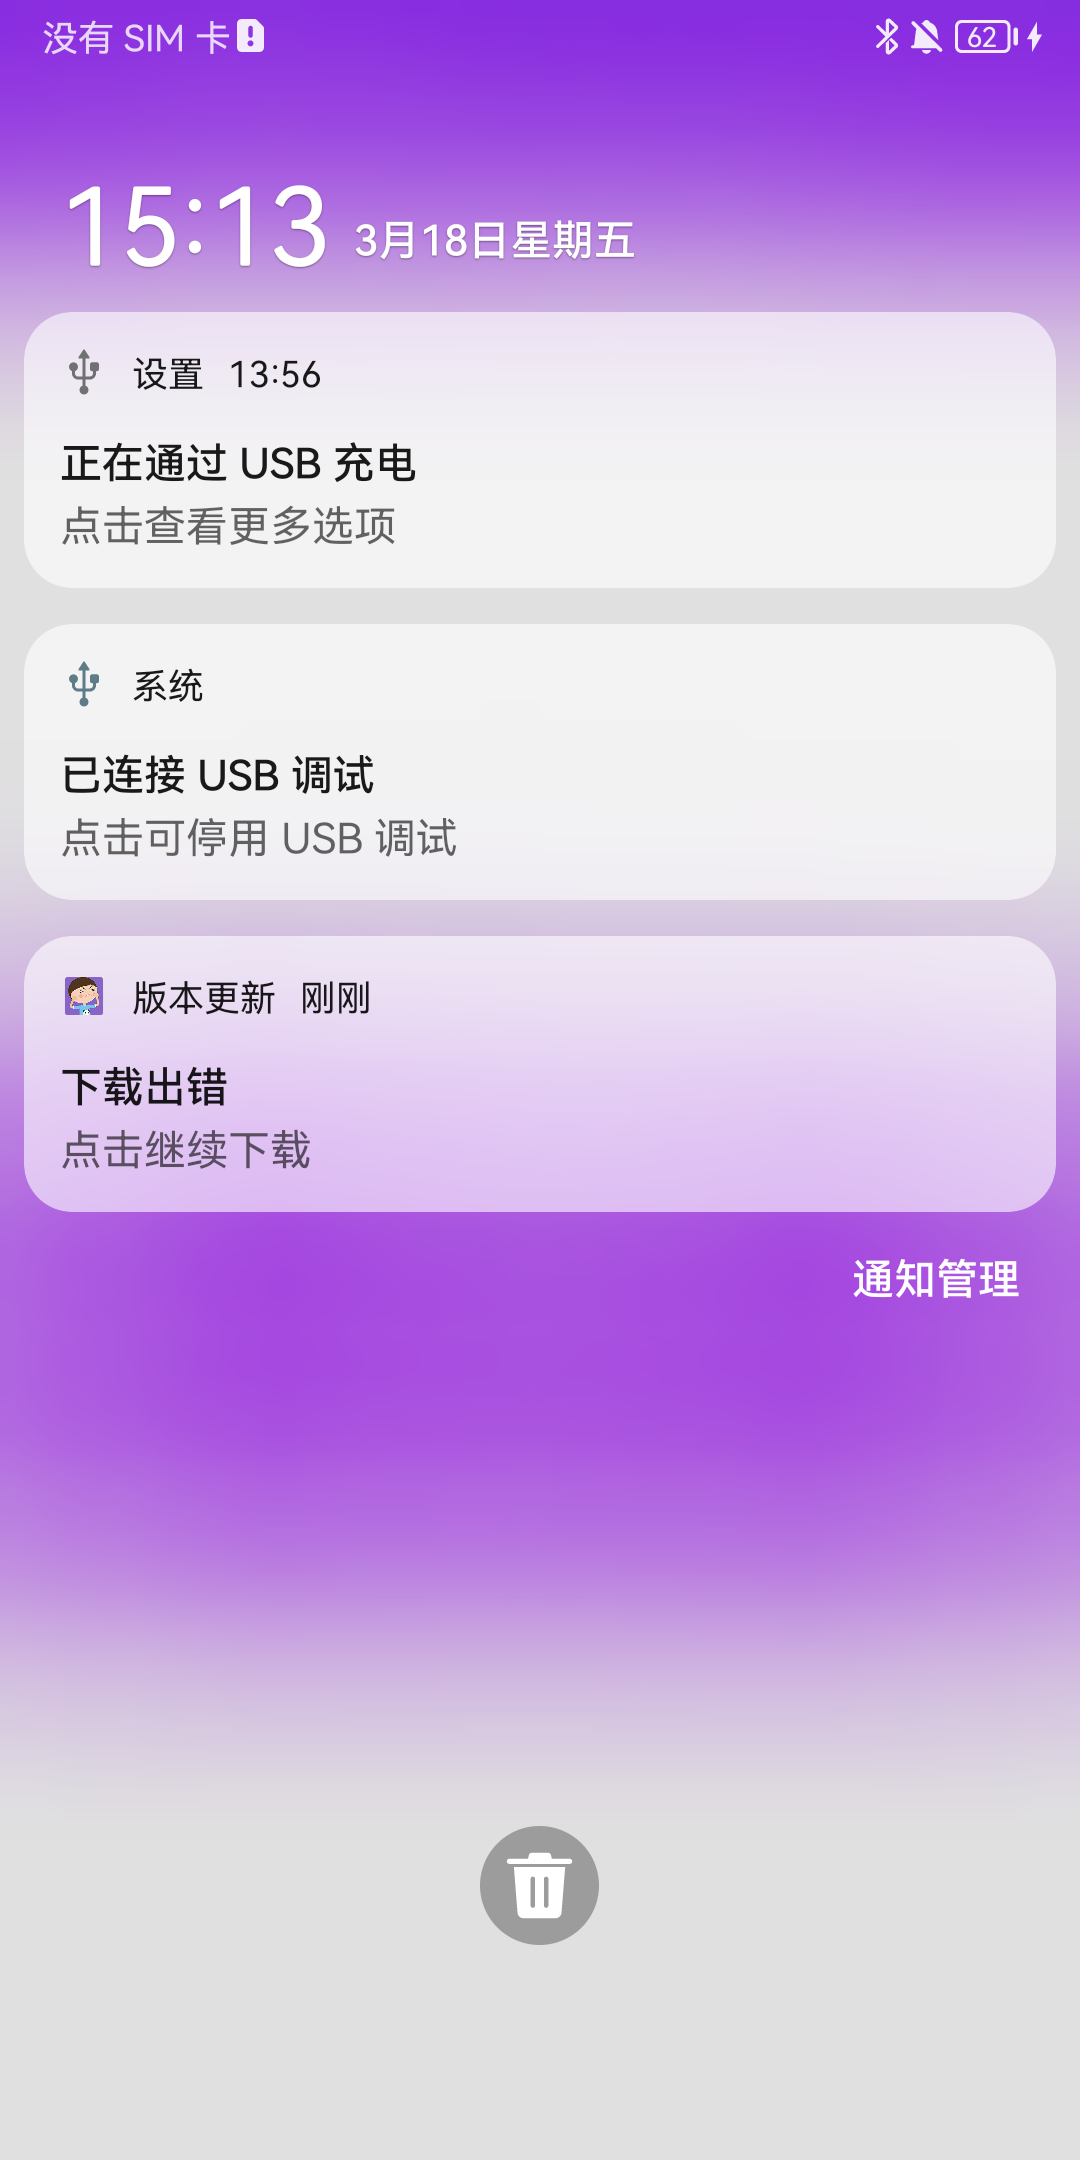 没有 SIM 卡
62
15:13 3月18日星期五
设置 13:56
正在通过 USB 充电
点击查看更多选项
系统
已连接 USB 调试
点击可停用 USB 调试
版本更新 刚刚
下载出错
点击继续下载
通知管理